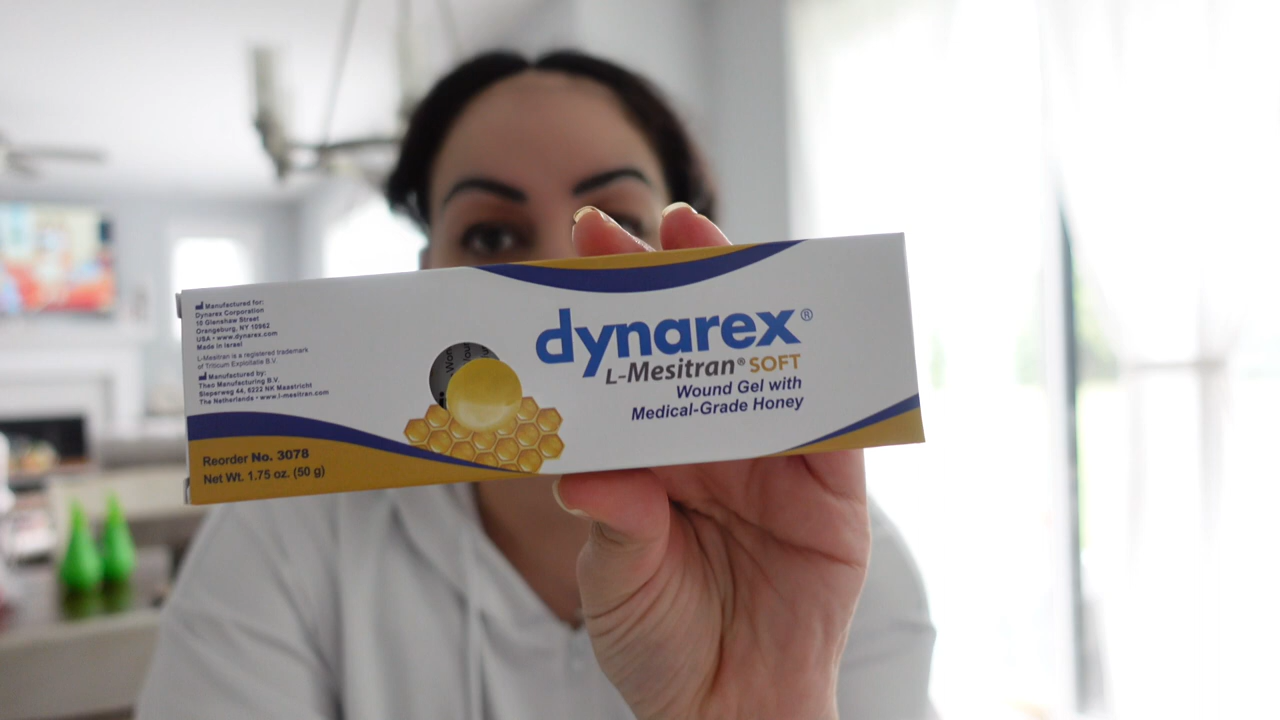 Manufactured for:
Dynarex Corporation
10 Glenshaw Street
Orangeburg, NY 10962
USA • www.dynarex.com
Made in Israel
L-Mesitran is a registered trademark
of Triticum Exploitatie B.V.
Manufactured by:
Theo Manufacturing B.V.
Sleperweg 44, 6222 NK Maastricht
The Netherlands • www.l-mesitran.com
Reorder No. 3078
Net Wt. 1.75 oz. (50 g)
dynarex®
L-Mesitran® SOFT
Wound Gel with
Medical-Grade Honey